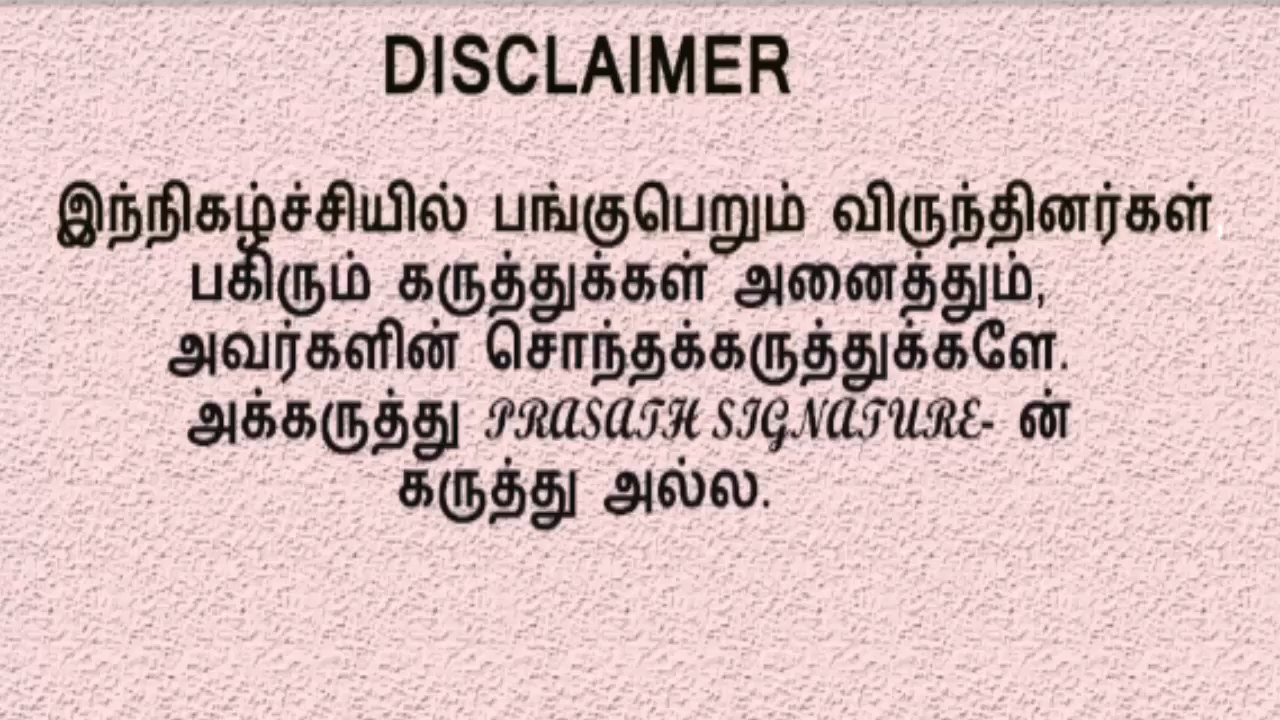 DISCLAIMER
இந்நிகழ்ச்சியில் பங்குபெறும் விருந்தினர்கள்,
பகிரும் கருத்துக்கள் அனைத்தும்,
அவர்களின் சொந்தக்கருத்துக்களே.
அக்கருத்து PRASATH SIGNATURE- ன்
கருத்து அல்ல.